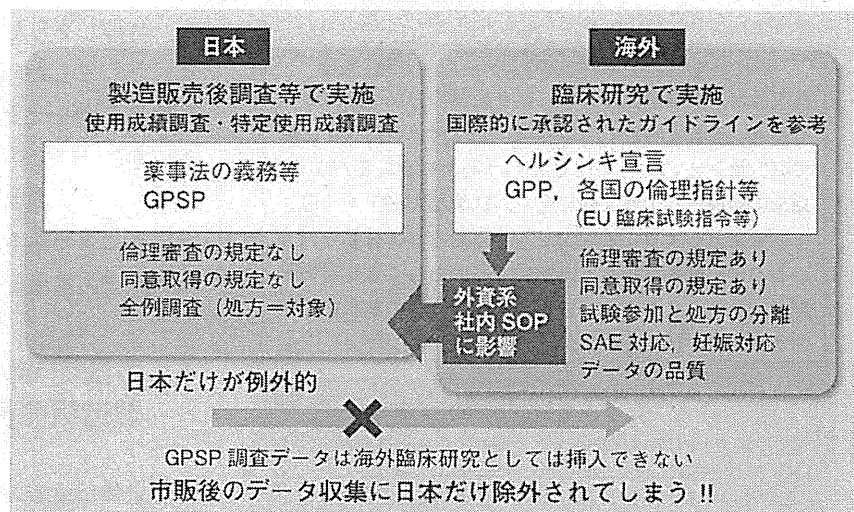 日本
製造販売後調査等で実施
使用成績調査・特定使用成績調査
薬事法の義務等
GPSP
倫理審査の規定なし
同意取得の規定なし
全例調査（処方＝対象）
海外
臨床研究で実施
国際的に承認されたガイドラインを参考
ヘルシンキ宣言
GPP，各国の倫理指針等
（EU 臨床試験指令等）
外資系
社内 SOP
に影響
倫理審査の規定あり
同意取得の規定あり
試験参加と処方の分離
SAE 対応，妊娠対応
データの品質
日本だけが例外的
GPSP 調査データは海外臨床研究としては挿入できない
市販後のデータ収集に日本だけ除外されてしまう !!